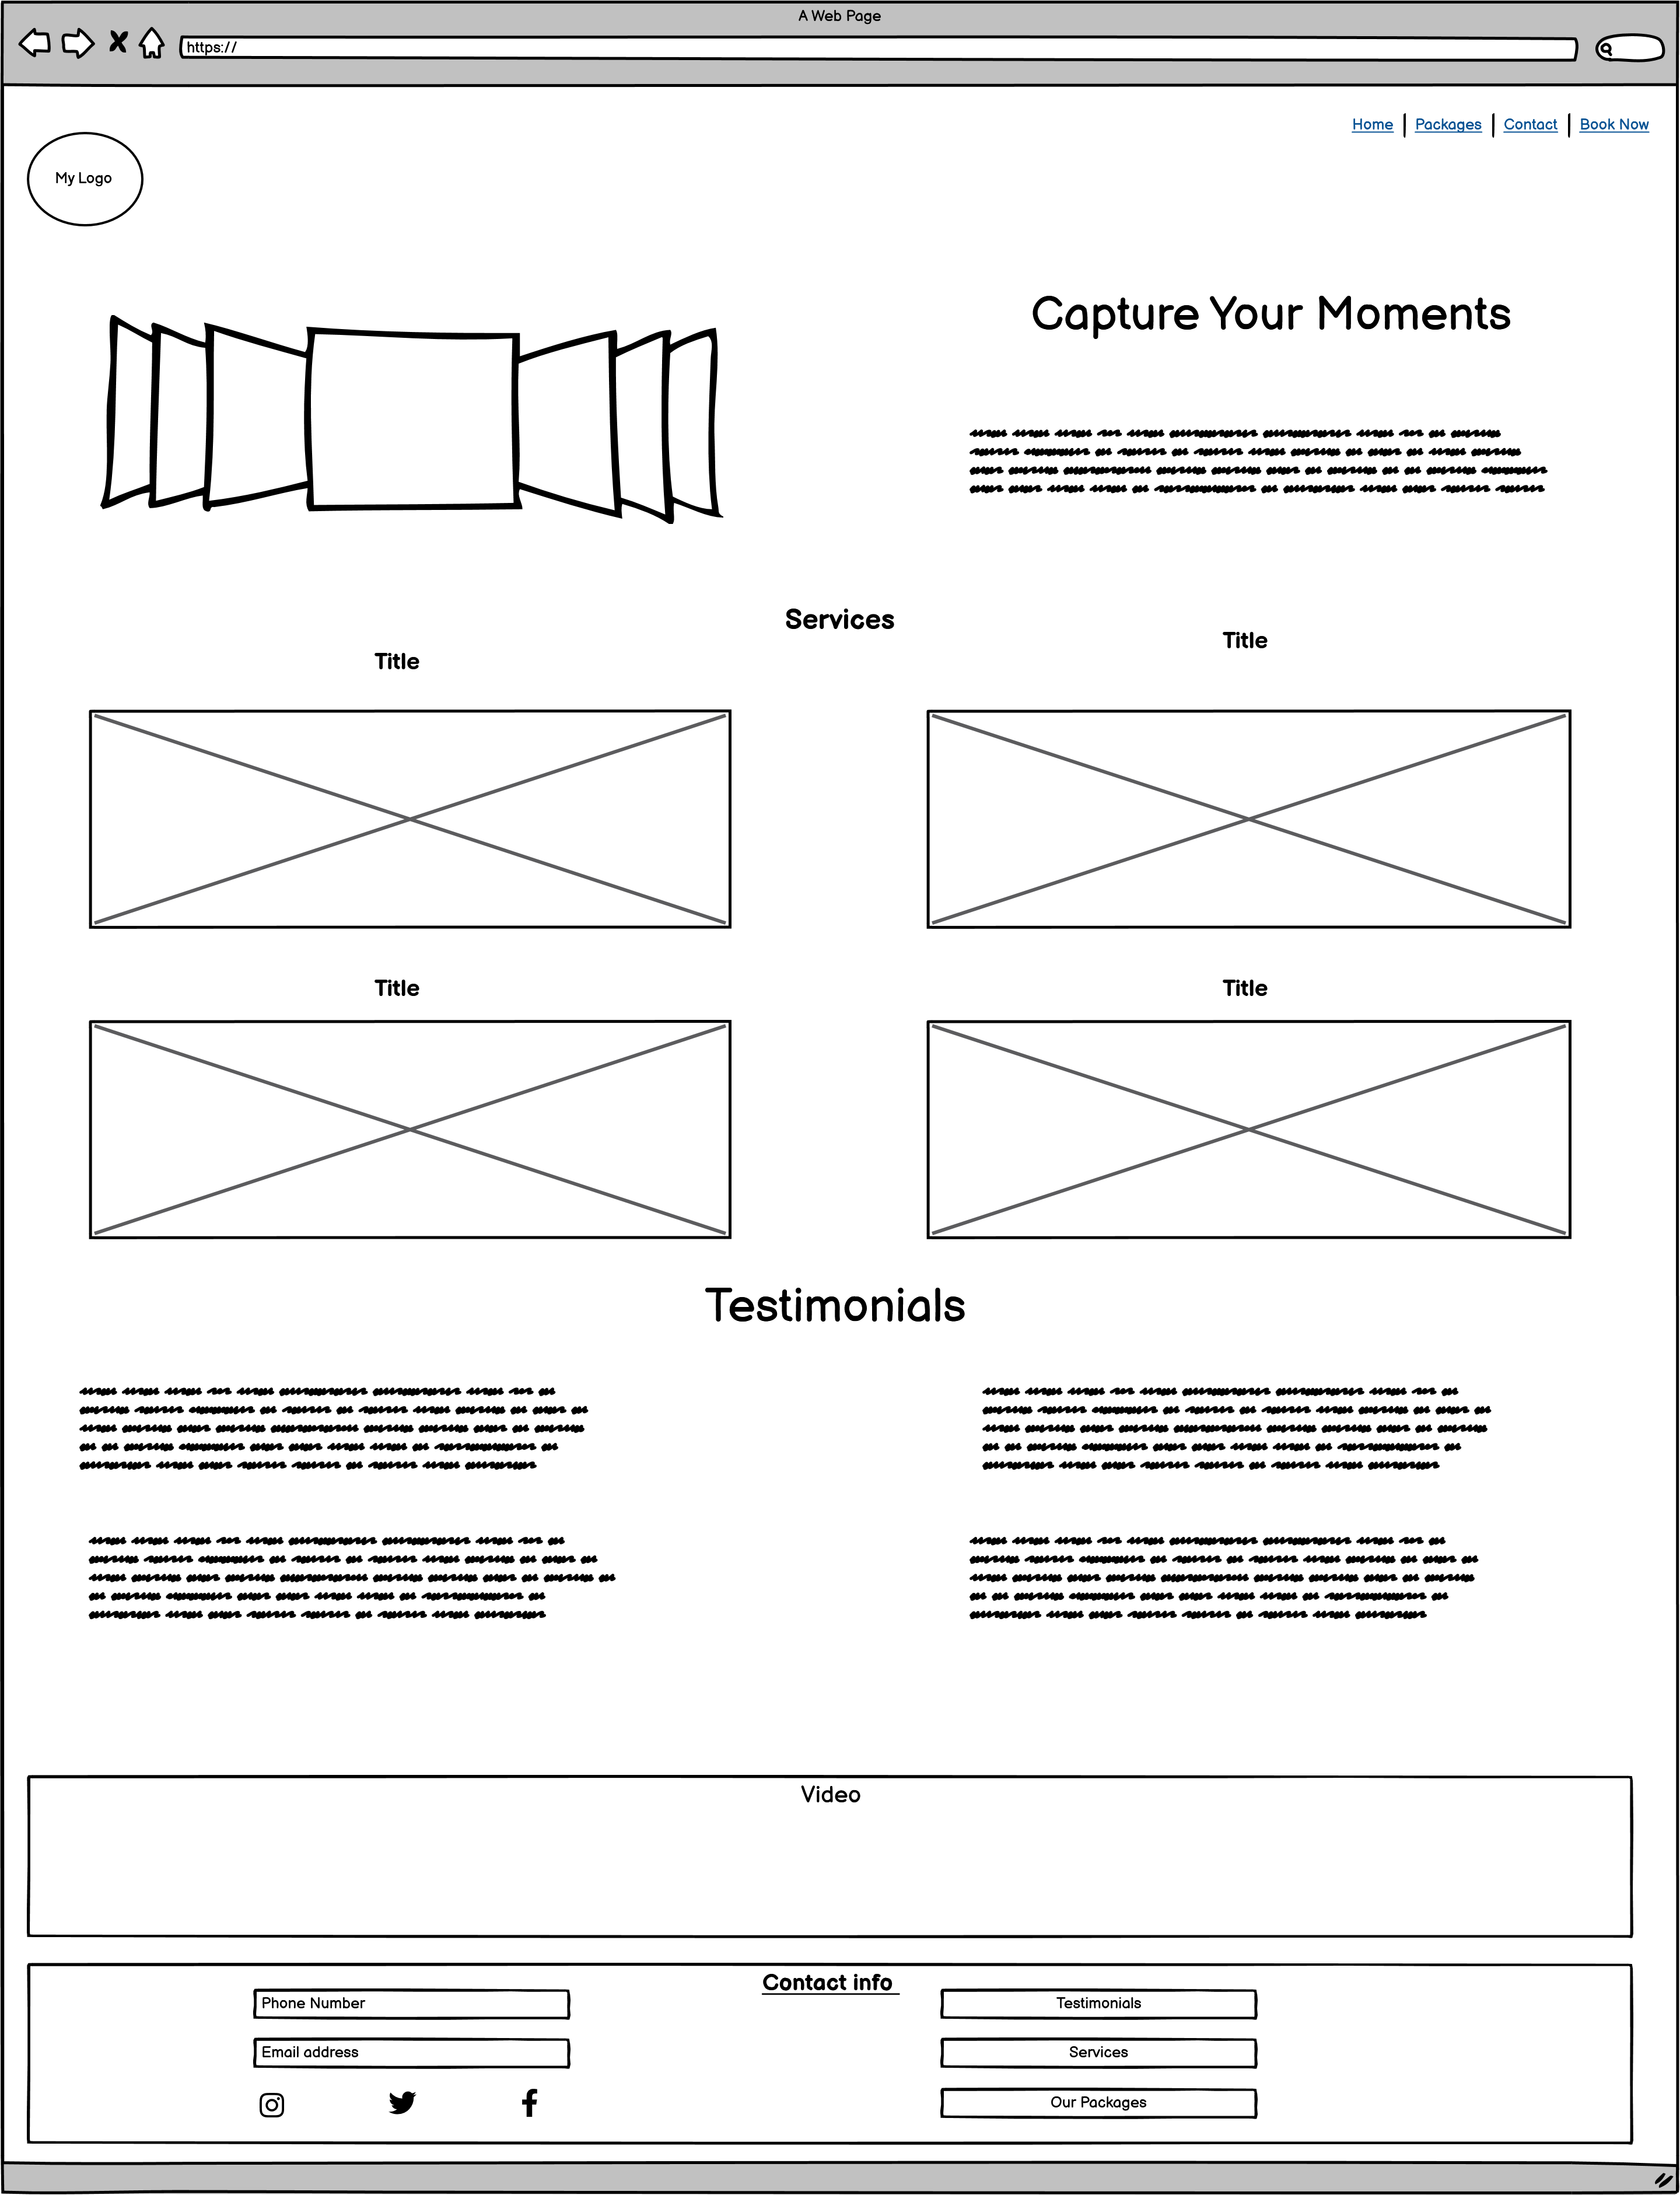 A Web Page
https://
Home Packages Contact Book Now
My Logo
Capture Your Moments
Services
Title
Title
Title
Title
Testimonials
Video
Contact info
Phone Number
Testimonials
Email address
Services
Our Packages